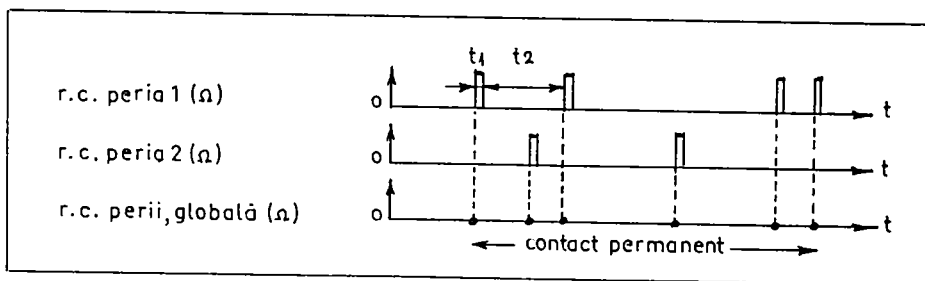 t1 t2
r.c. peria 1 (Ω)
0
t
r.c. peria 2 (Ω)
0
t
r.c. perii, globală (Ω)
0
t
contact permanent